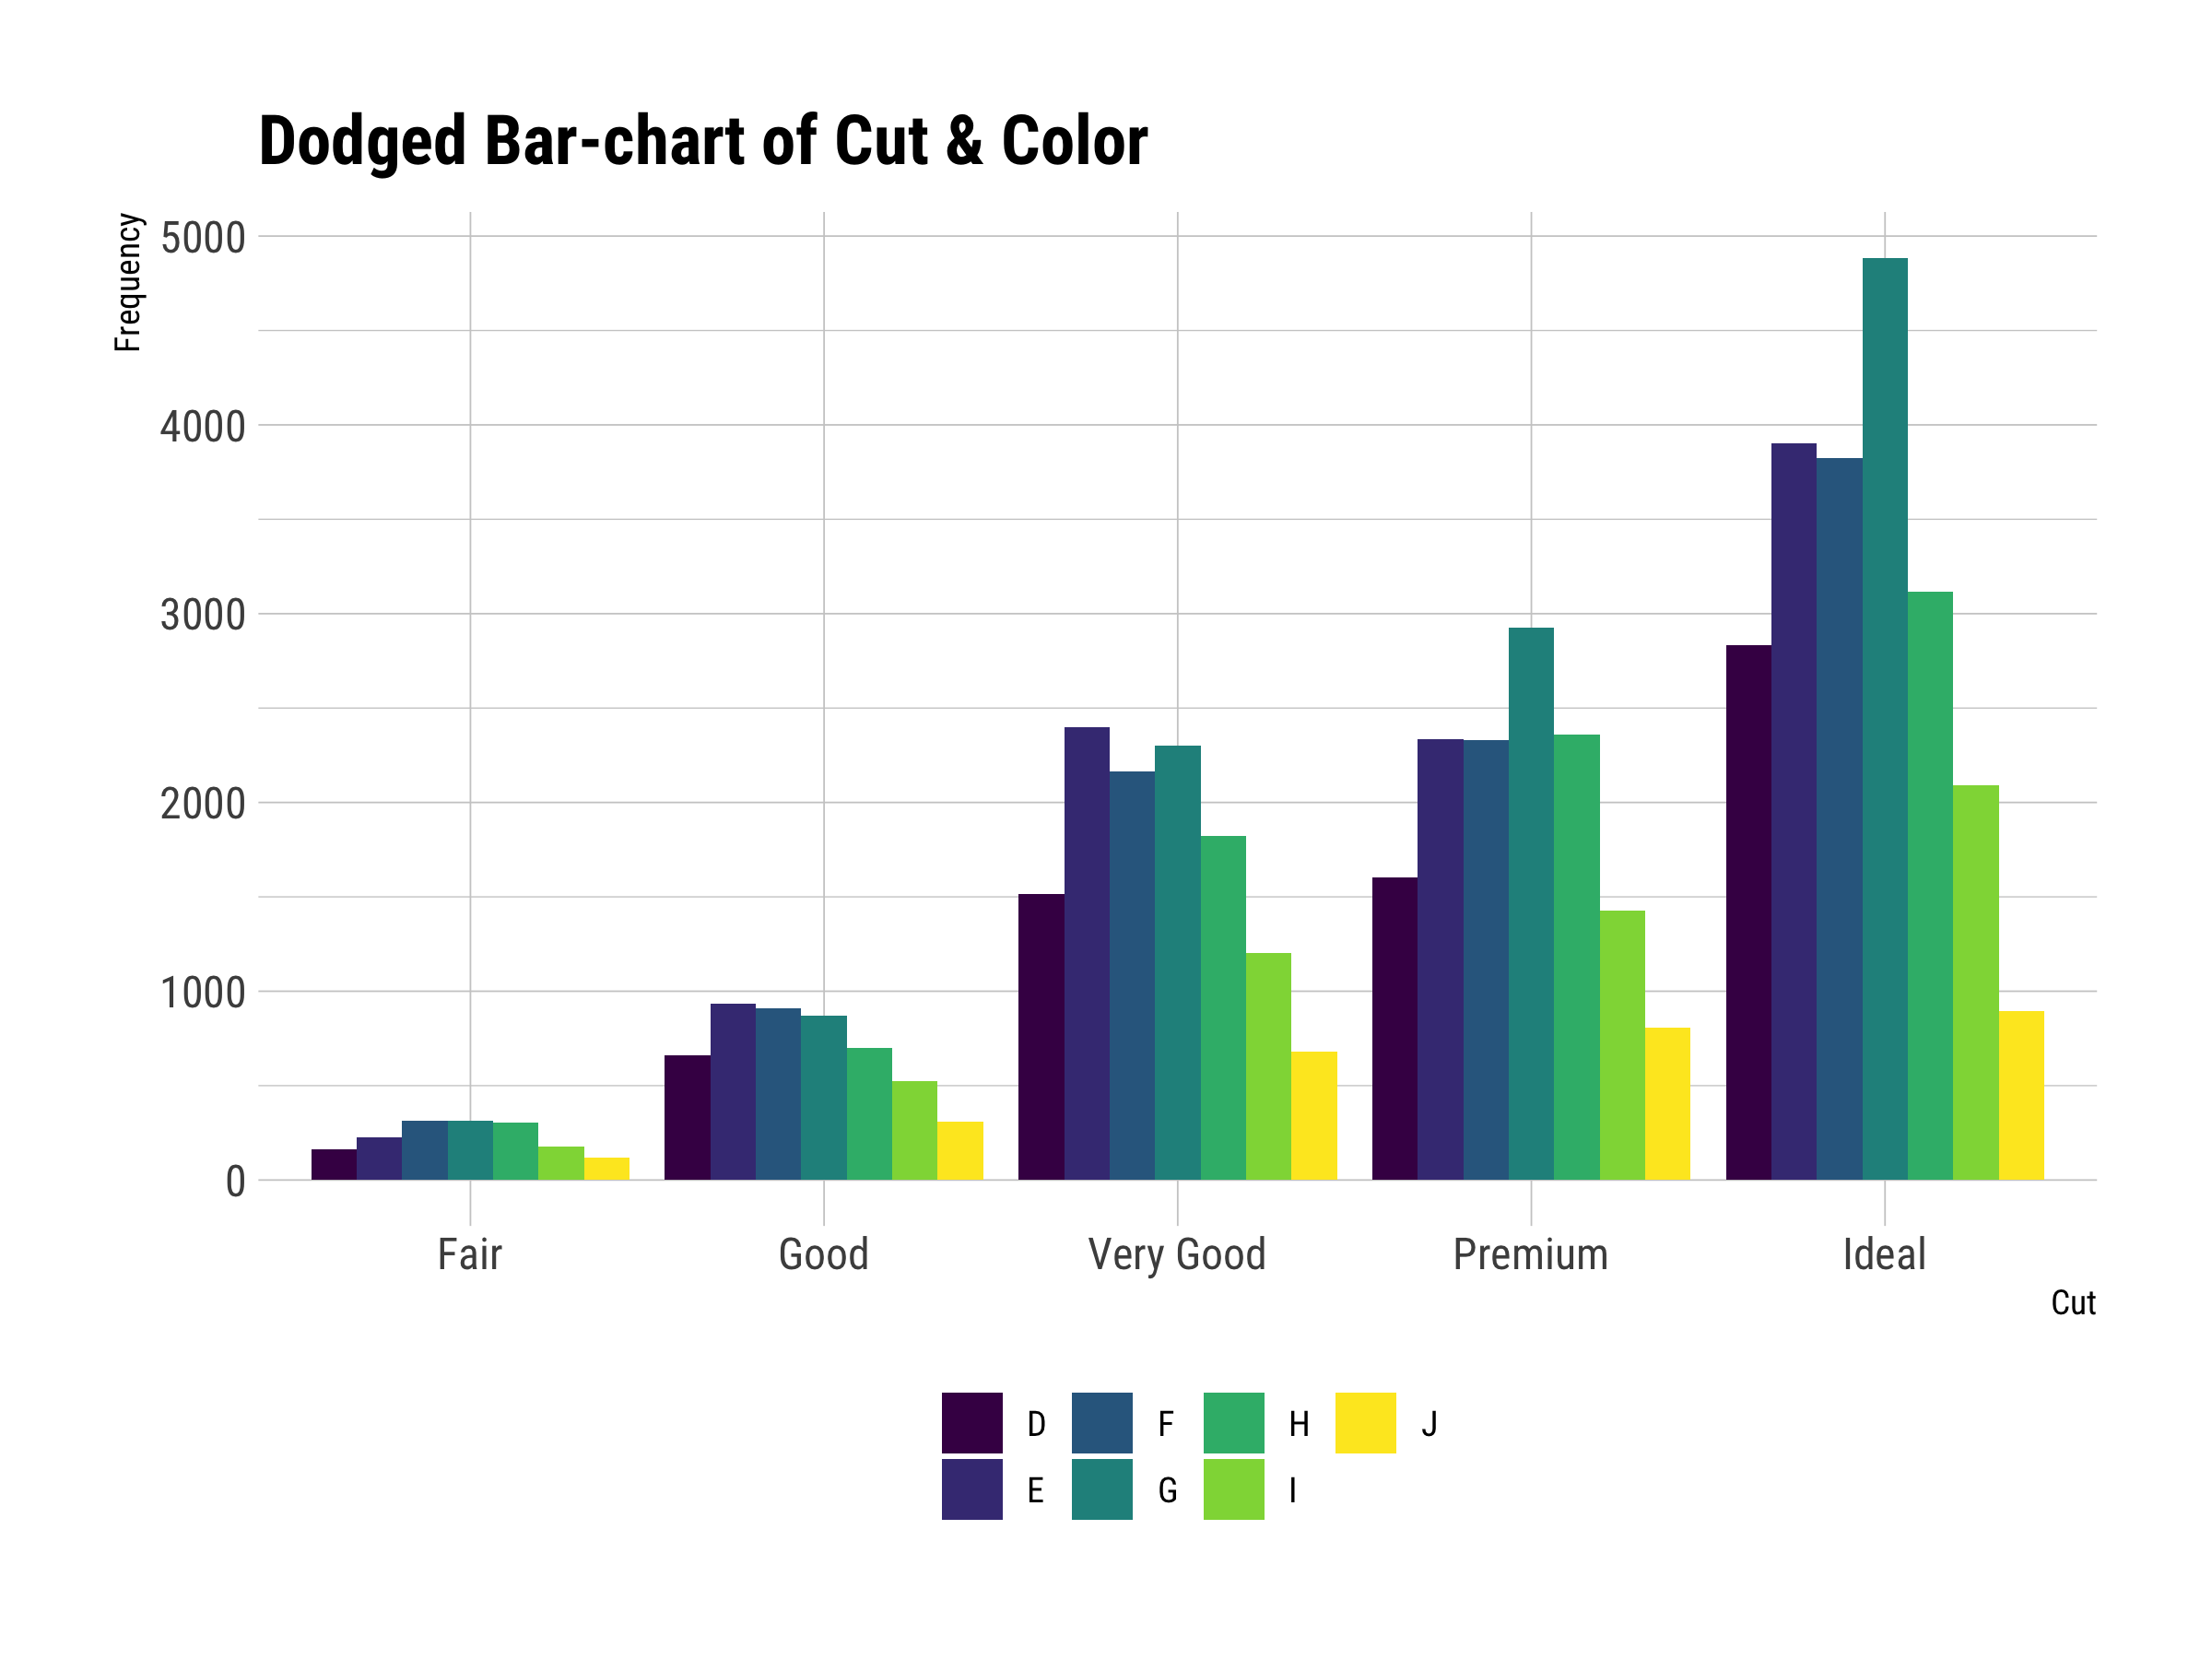 Dodged Bar-chart of Cut & Color
Frequency
5000
4000
3000
2000
1000
0
Fair Good Very Good Premium Ideal
Cut
D F H J
E G I